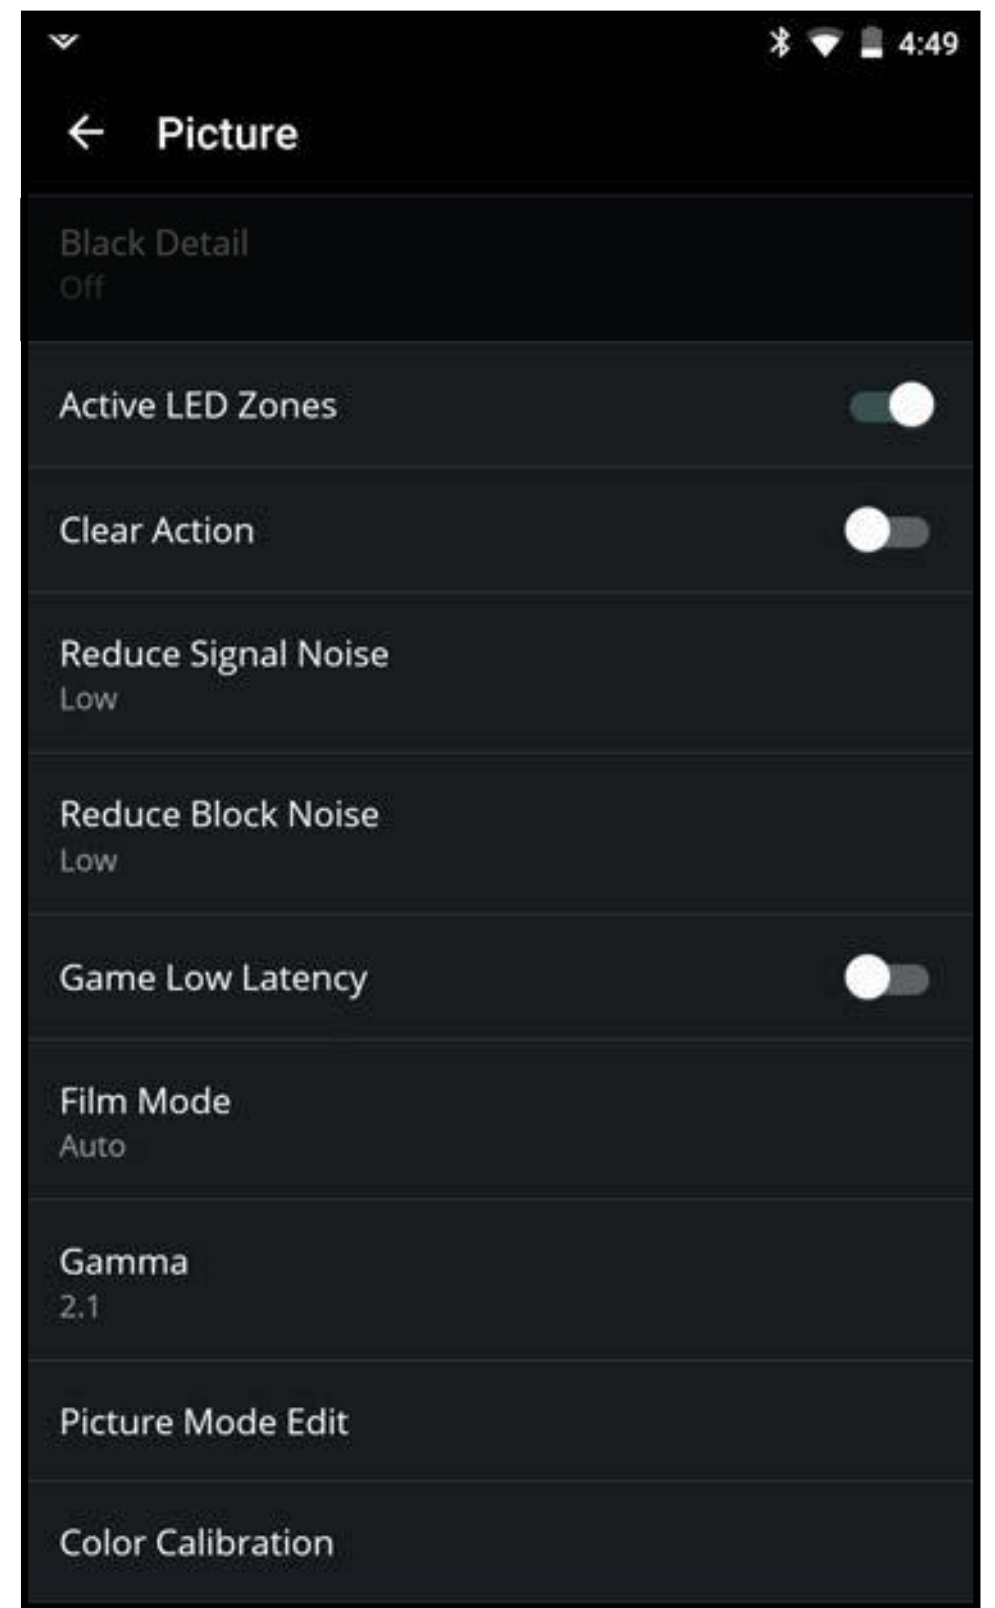 4:49
Picture
Black Detail
Off
Active LED Zones
Clear Action
Reduce Signal Noise
Low
Reduce Block Noise
Low
Game Low Latency
Film Mode
Auto
Gamma
2.1
Picture Mode Edit
Color Calibration